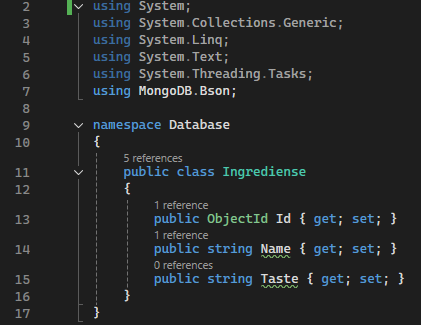 2 using System;
3 using System.Collections.Generic;
4 using System.Linq;
5 using System.Text;
6 using System.Threading.Tasks;
7 using MongoDB.Bson;
8
9 namespace Database
10 {
5 references
11 public class Ingrediense
12 {
1 reference
13 public ObjectId Id { get; set; }
1 reference
14 public string Name { get; set; }
0 references
15 public string Taste { get; set; }
16 }
17 }